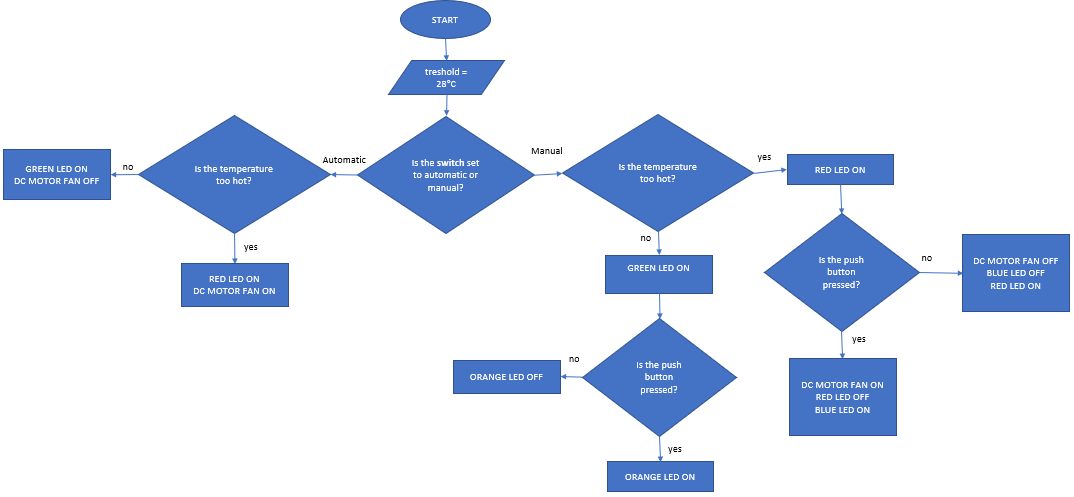 START
treshold =
28°C
Is the switch set
to automatic or
manual?
Automatic
Is the temperature
too hot?
no
GREEN LED ON
DC MOTOR FAN OFF
yes
RED LED ON
DC MOTOR FAN ON
Manual
Is the temperature
too hot?
yes
RED LED ON
Is the push
button
pressed?
no
DC MOTOR FAN OFF
BLUE LED OFF
RED LED ON
yes
DC MOTOR FAN ON
RED LED OFF
BLUE LED ON
no
GREEN LED ON
Is the push
button
pressed?
no
ORANGE LED OFF
yes
ORANGE LED ON